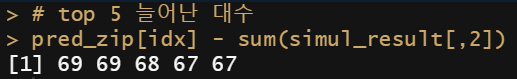 > # top 5 늘어난 대수
> pred_zip[idx] - sum(simul_result[,2])
[1] 69 69 68 67 67